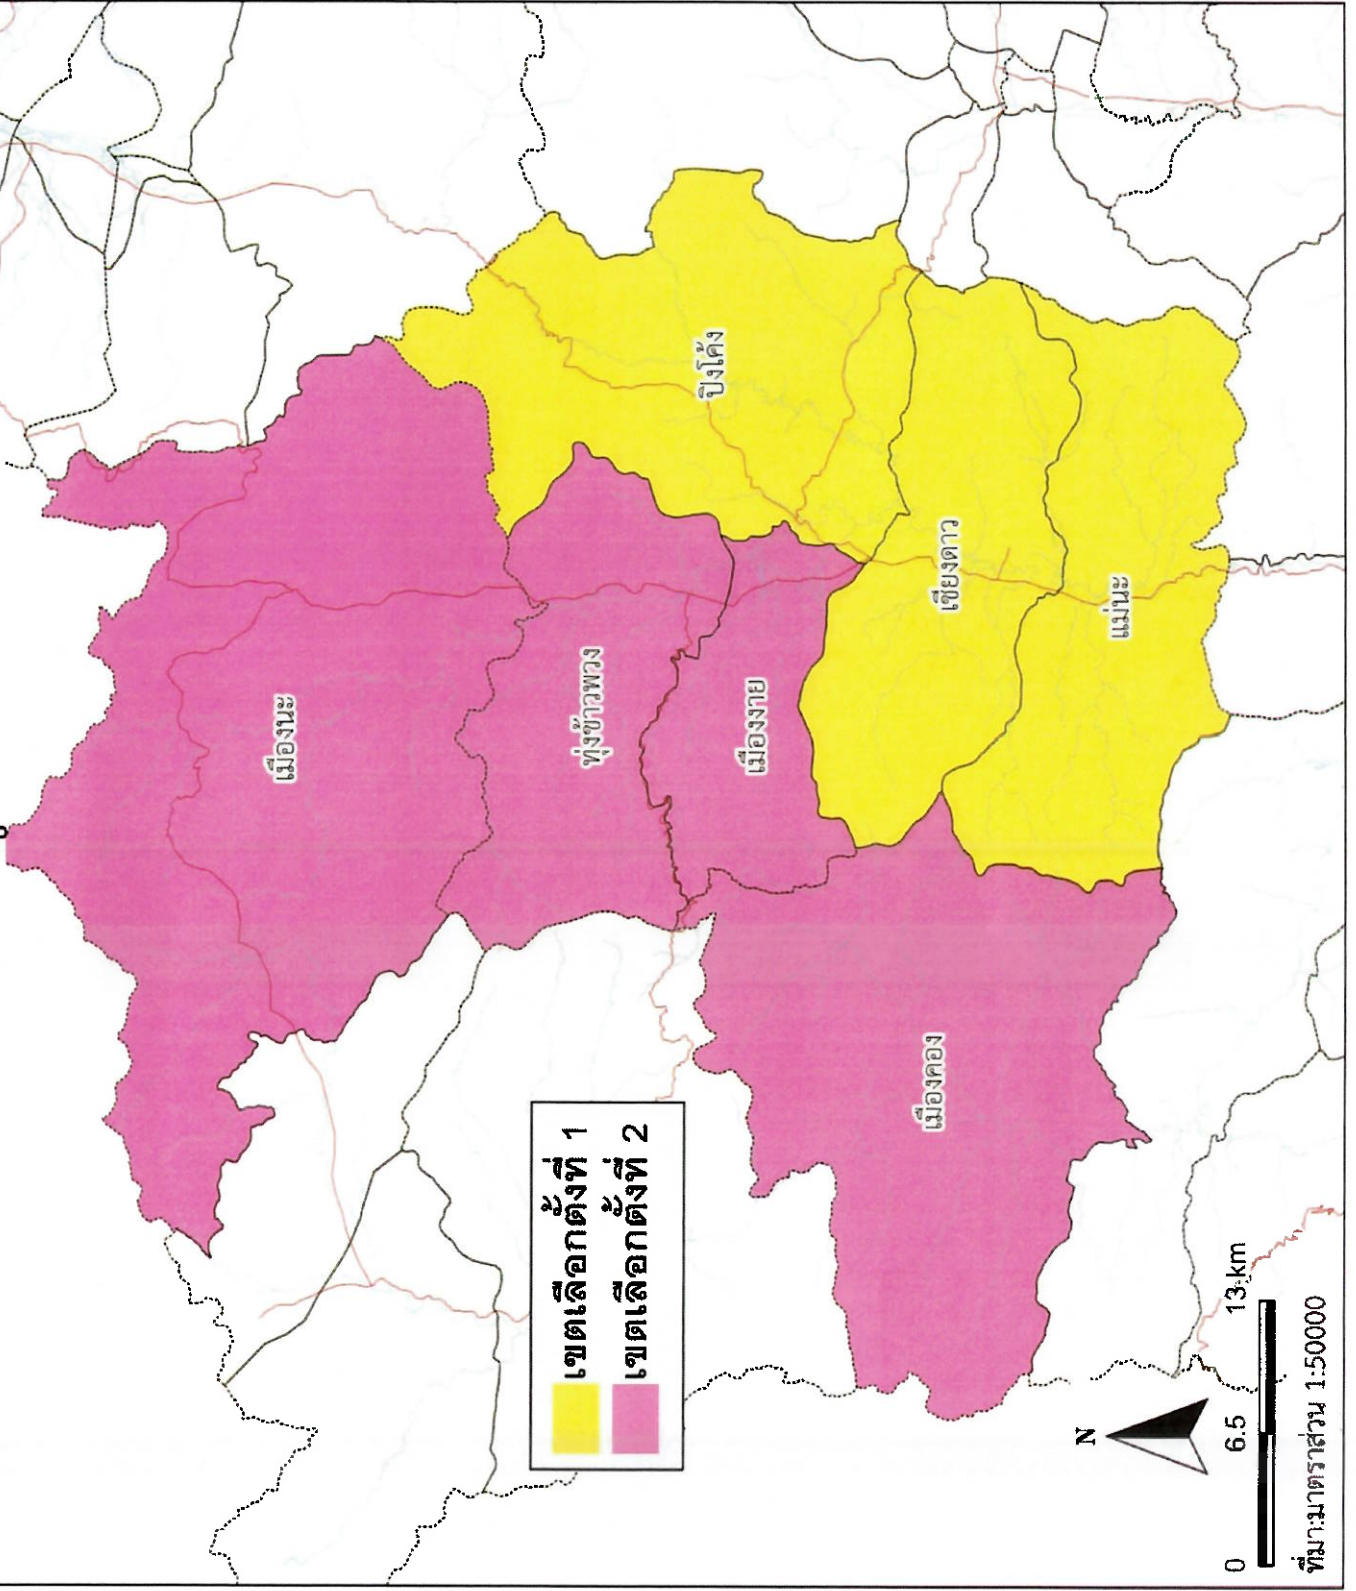 เมืองนะ
ทุ่งข้าวพวง
เมืองงาย
ปิงโค้ง
เชียงดาว
แม่นะ
เมืองคอง
เขตเลือกตั้งที่ 1
เขตเลือกตั้งที่ 2
N
0 6.5 13 km
ที่มา:มาตราส่วน 1:50000